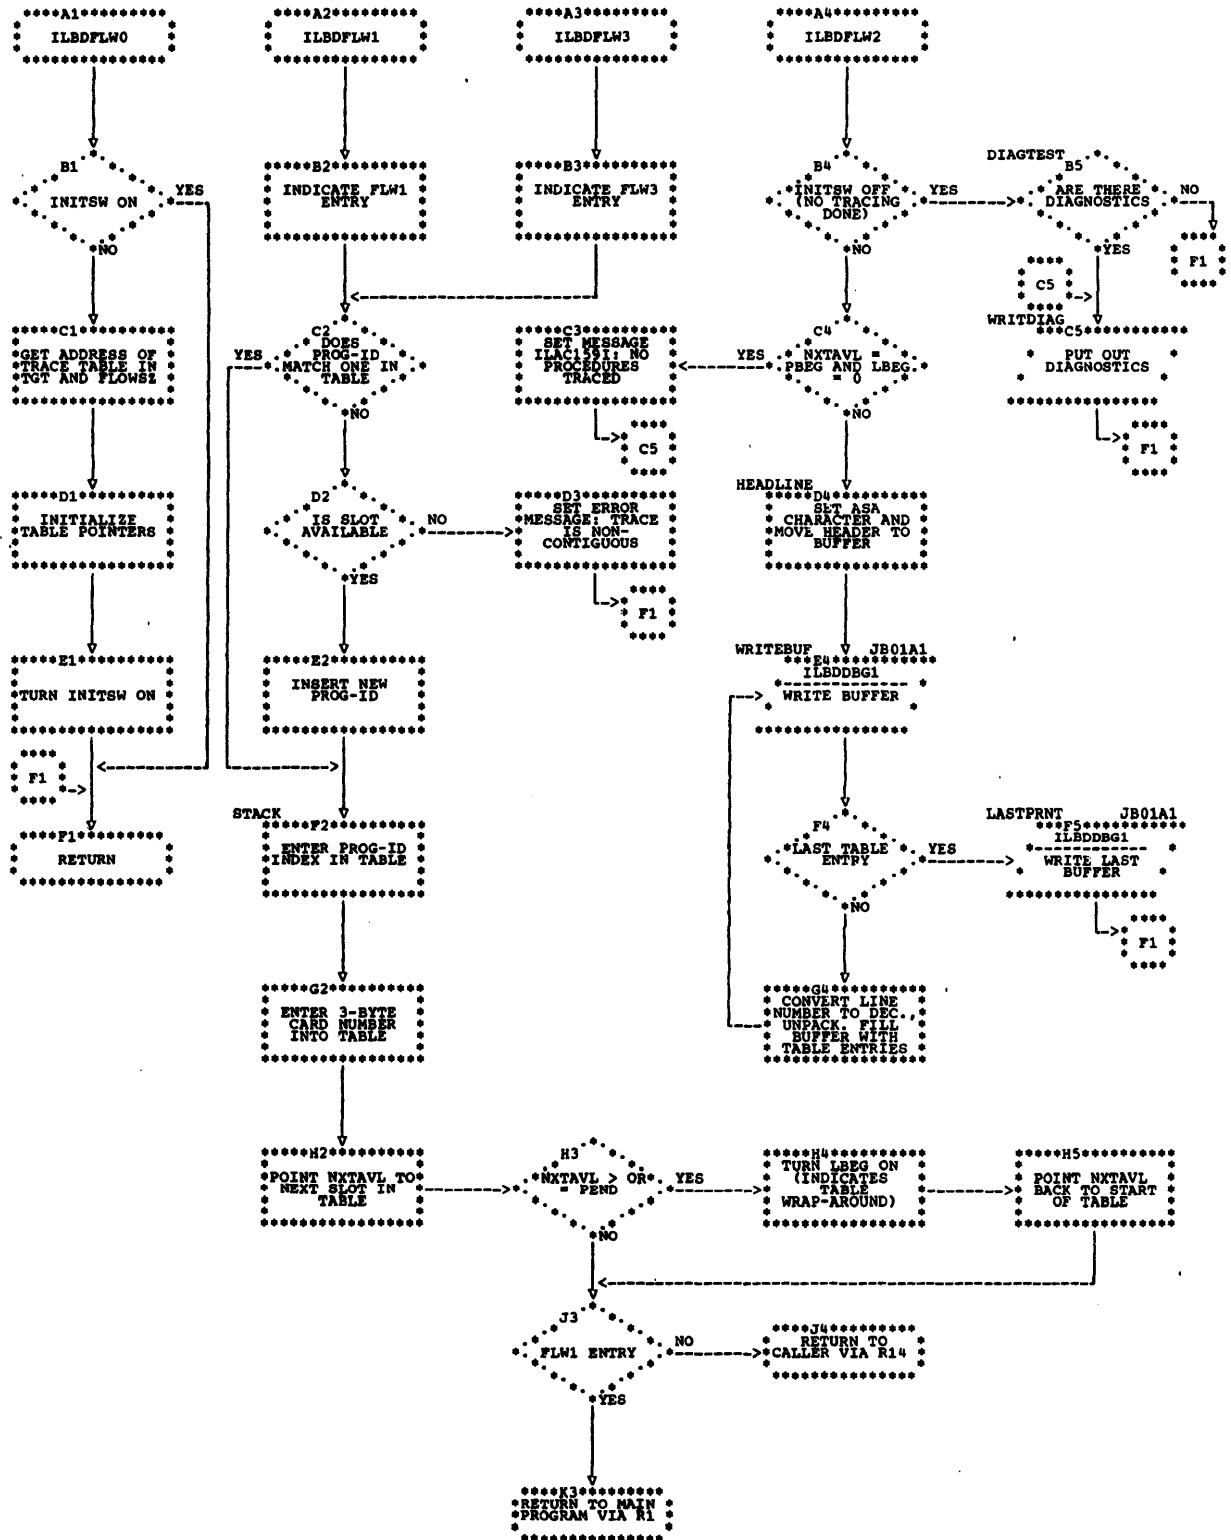 A1
ILBDFLW0
A2
ILBDFLW1
A3
ILBDFLW3
A4
ILBDFLW2
B1
INITSW ON
YES
NO
B2
INDICATE FLW1
ENTRY
B3
INDICATE FLW3
ENTRY
B4
INITSW OFF
(NO TRACING
DONE)
YES
NO
DIAGTEST
B5
ARE THERE
DIAGNOSTICS
NO
YES
F1
C5
C1
GET ADDRESS OF
TRACE TABLE IN
TGT AND FLOWSZ
C2
DOES
PROG-ID
MATCH ONE IN
TABLE
YES
NO
C3
SET MESSAGE
ILAC159I: NO
PROCEDURES
TRACED
C5
C4
NXTAVL =
PBEG AND LBEG
= 0
YES
NO
WRITDIAG
C5
PUT OUT
DIAGNOSTICS
F1
D1
INITIALIZE
TABLE POINTERS
D2
IS SLOT
AVAILABLE
NO
YES
D3
SET ERROR
MESSAGE: TRACE
IS NON-
CONTIGUOUS
F1
HEADLINE
D4
SET ASA
CHARACTER AND
MOVE HEADER TO
BUFFER
E1
TURN INITSW ON
E2
INSERT NEW
PROG-ID
WRITEBUF JB01A1
E4
ILBDDBG1
WRITE BUFFER
F1
F1
RETURN
STACK
F2
ENTER PROG-ID
INDEX IN TABLE
F4
LAST TABLE
ENTRY
YES
NO
LASTPRNT JB01A1
F5
ILBDDBG1
WRITE LAST
BUFFER
F1
G2
ENTER 3-BYTE
CARD NUMBER
INTO TABLE
G4
CONVERT LINE
NUMBER TO DEC.,
UNPACK. FILL
BUFFER WITH
TABLE ENTRIES
H2
POINT NXTAVL TO
NEXT SLOT IN
TABLE
H3
NXTAVL > OR
= PEND
YES
NO
H4
TURN LBEG ON
(INDICATES
TABLE
WRAP-AROUND)
H5
POINT NXTAVL
BACK TO START
OF TABLE
J3
FLW1 ENTRY
NO
YES
J4
RETURN TO
CALLER VIA R14
K3
RETURN TO MAIN
PROGRAM VIA R1